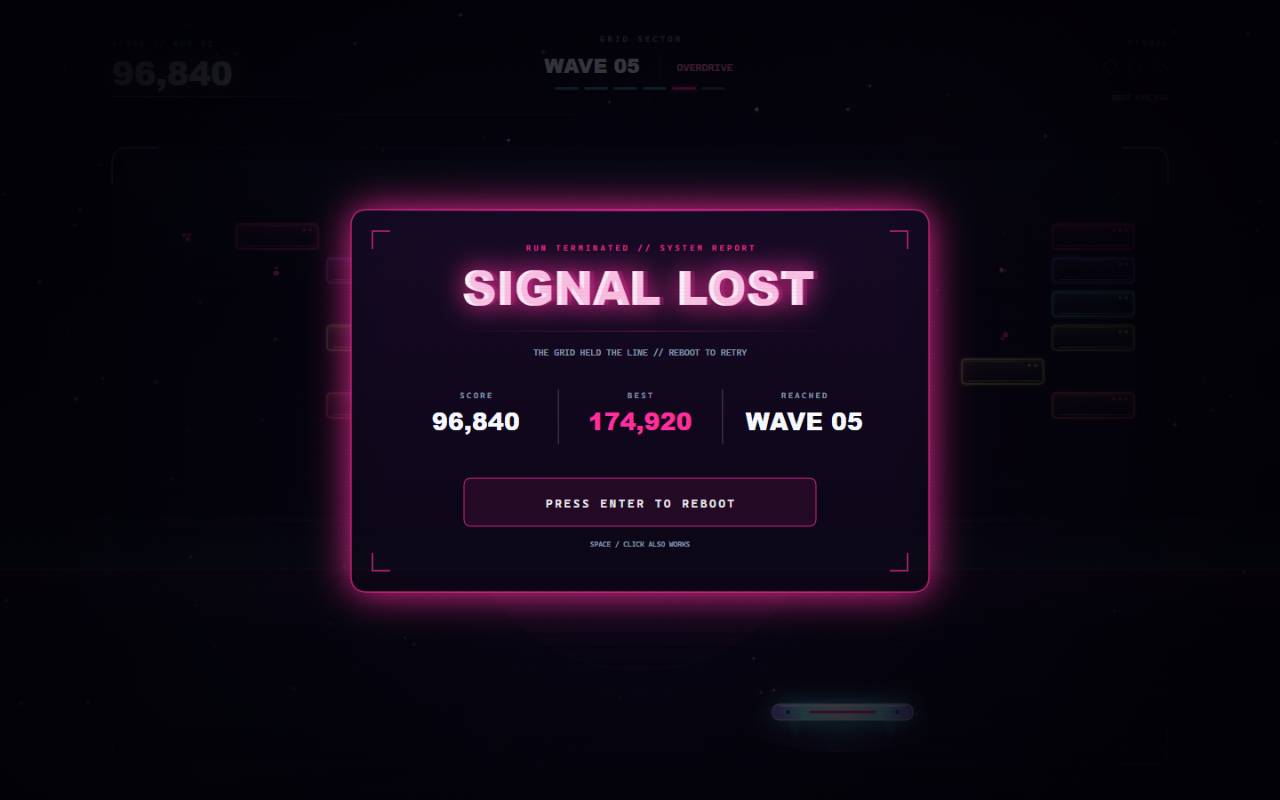 96,840
GRID SECTOR
WAVE 05
OVERDRIVE
RUN TERMINATED // SYSTEM REPORT
SIGNAL LOST
THE GRID HELD THE LINE // REBOOT TO RETRY
SCORE BEST REACHED
96,840 174,920 WAVE 05
PRESS ENTER TO REBOOT
SPACE / CLICK ALSO WORKS